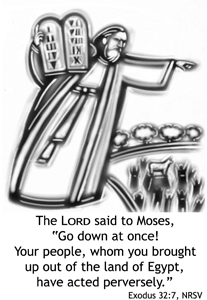 The LORD said to Moses,
"Go down at once!
Your people, whom you brought
up out of the land of Egypt,
have acted perversely."
Exodus 32:7, NRSV